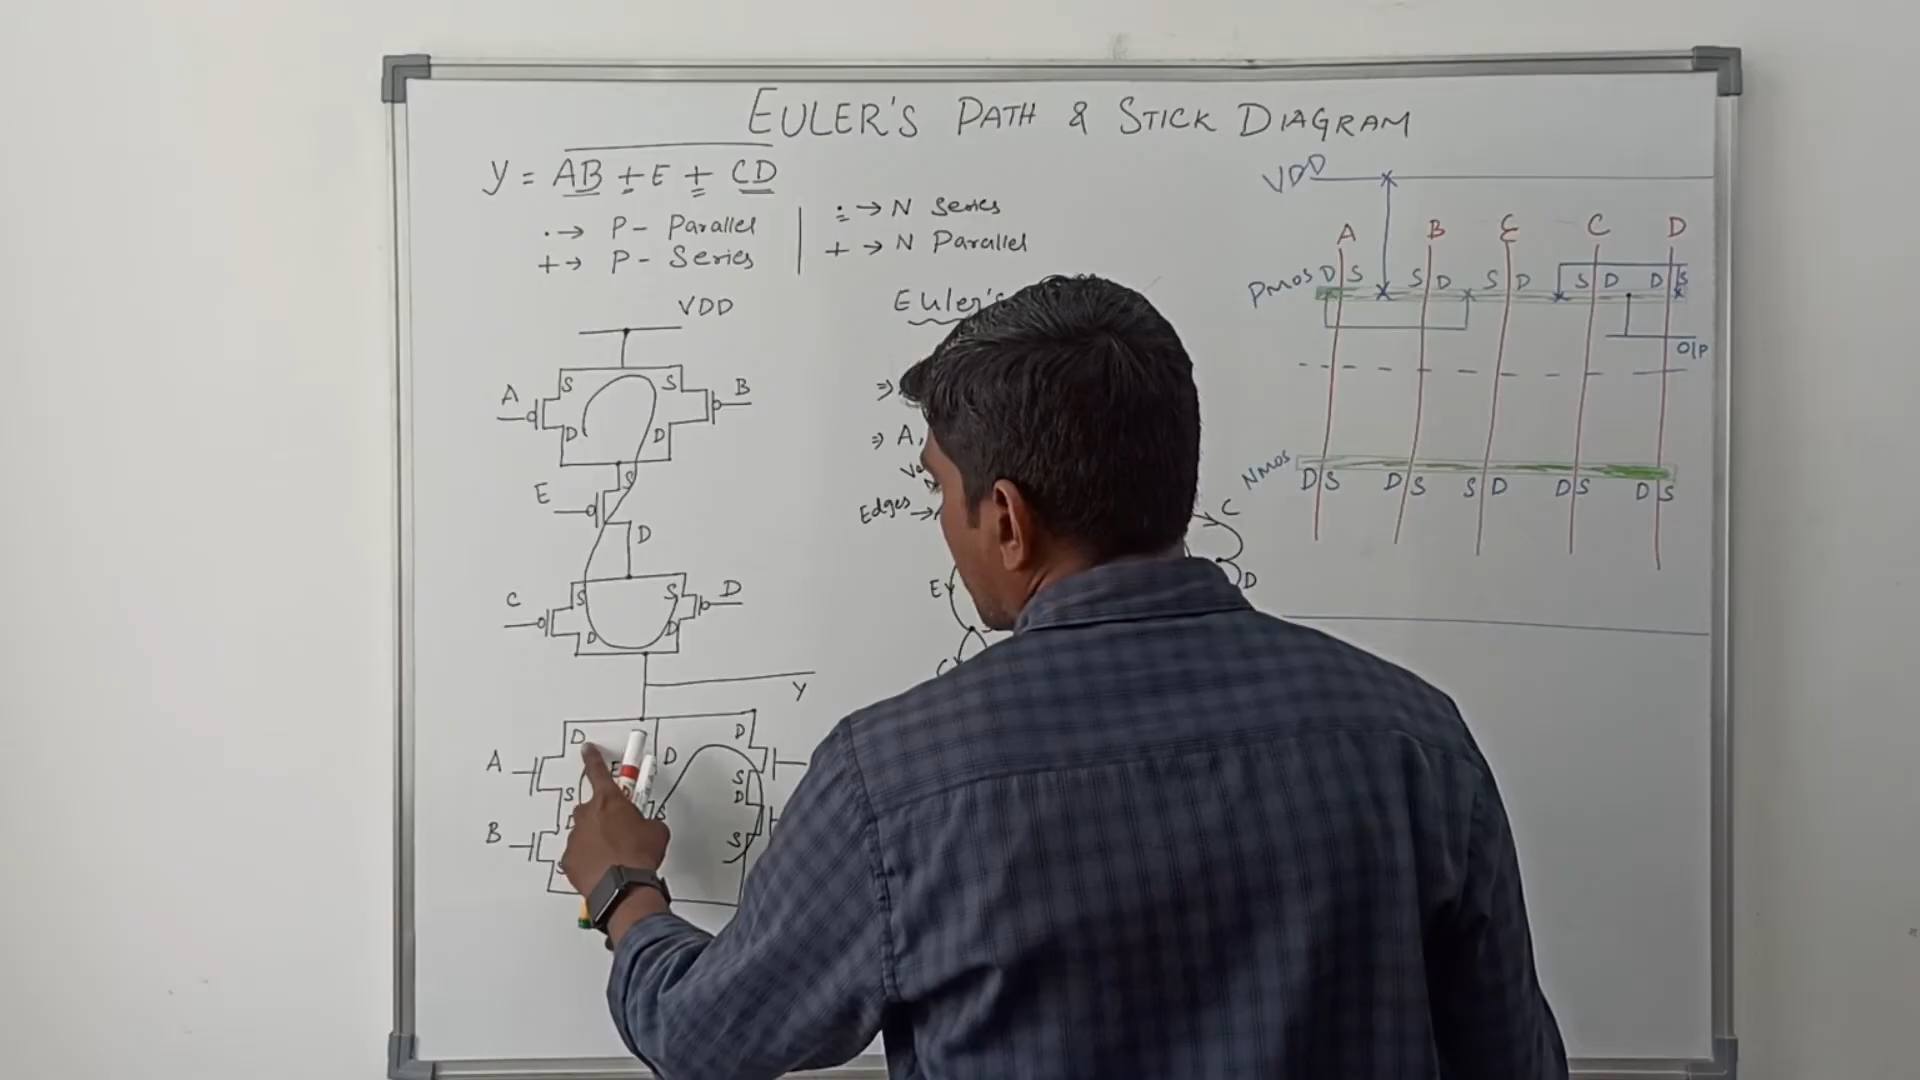 EULER'S PATH & STICK DIAGRAM
Y = AB + E + CD
· → P - Parallel
+ → P - Series
· → N Series
+ → N Parallel
VDD
S S
A B
D D
S
E
D
C S S D
D D
Y
D D D
A E
S S
D D
B S
S
Euler's
⇒
⇒ A,
Edges →
C
E D
C
VDD
A B E C D
PMOS D S S D S D S D D S
O/P
NMOS
D S D S S D D S D S